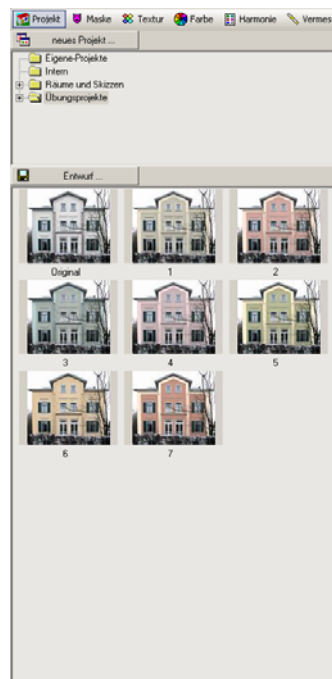 Projekt Maske Textur Farbe Harmonie Vermes
neues Projekt ...
Eigene-Projekte
Intern
Räume und Skizzen
Übungsprojekte
Entwurf ...
Original 1 2
3 4 5
6 7